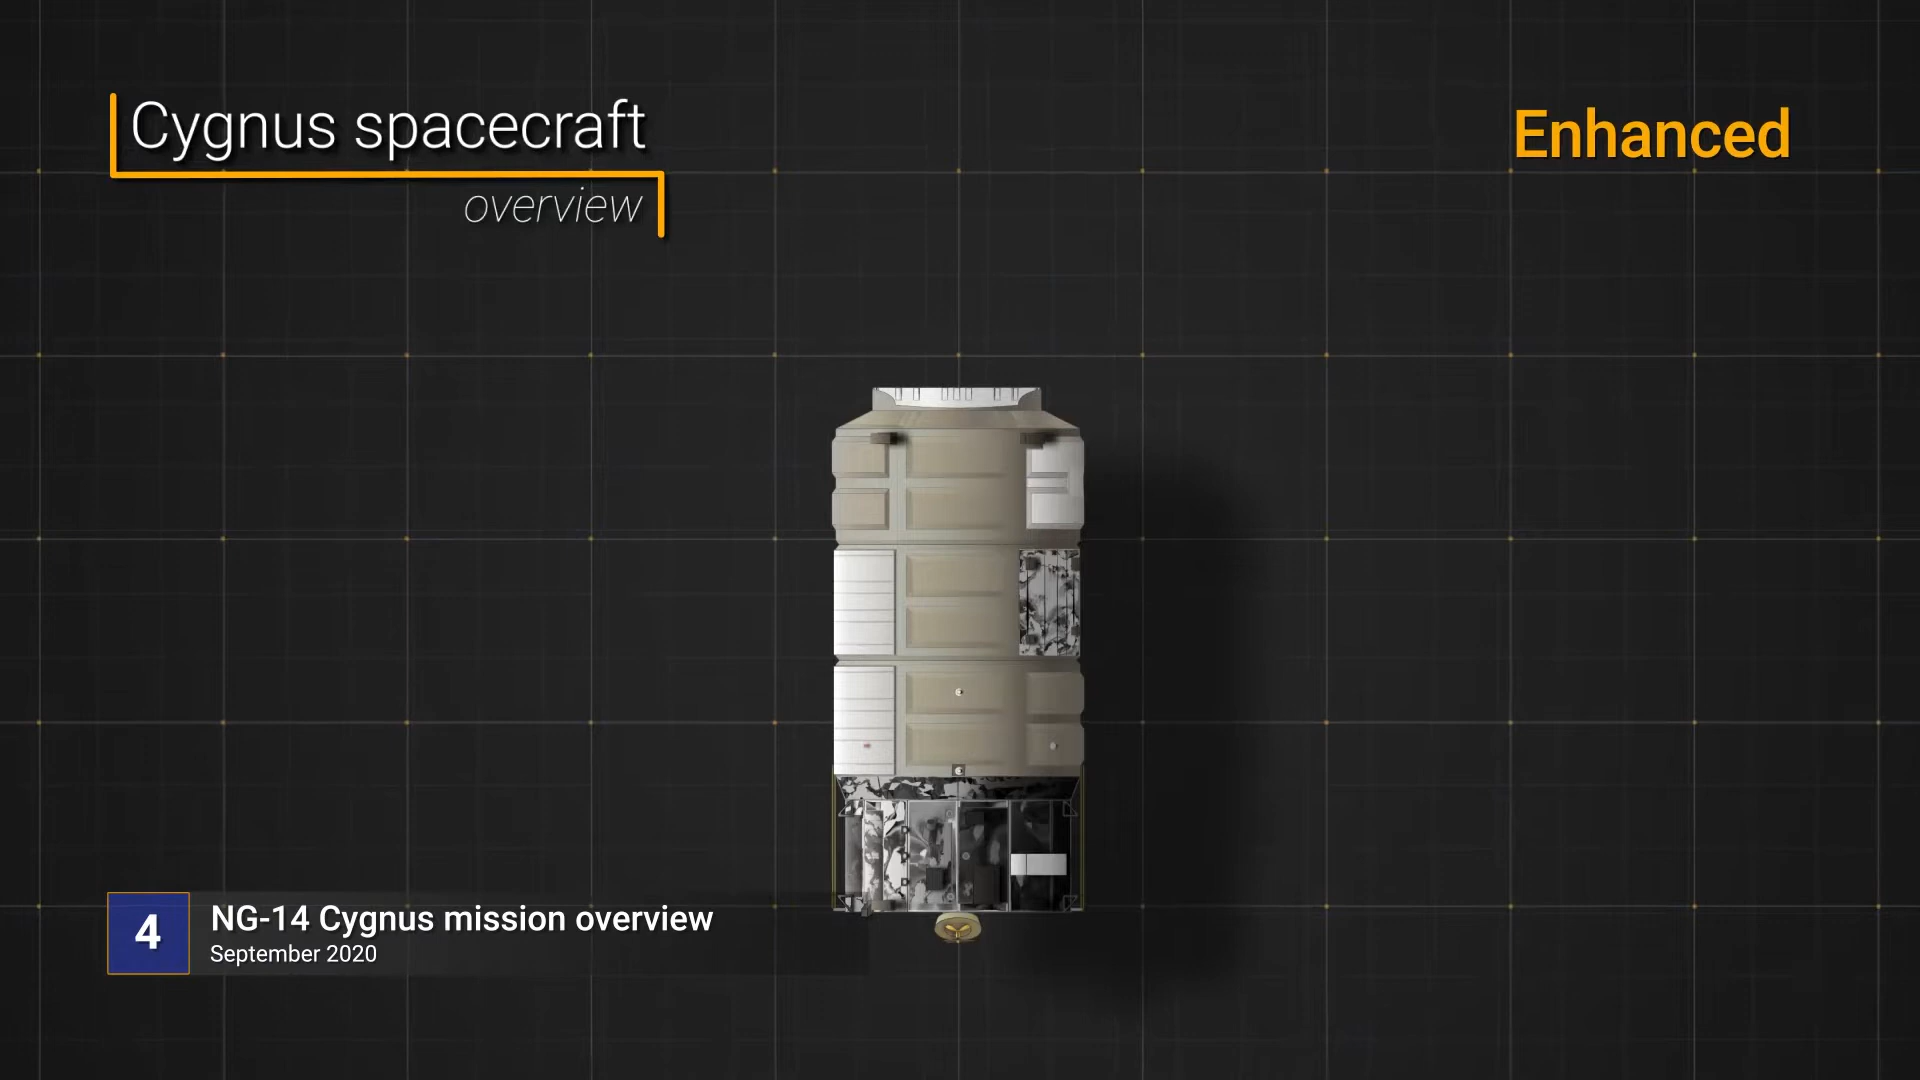 Cygnus spacecraft
overview
Enhanced
4
NG-14 Cygnus mission overview
September 2020